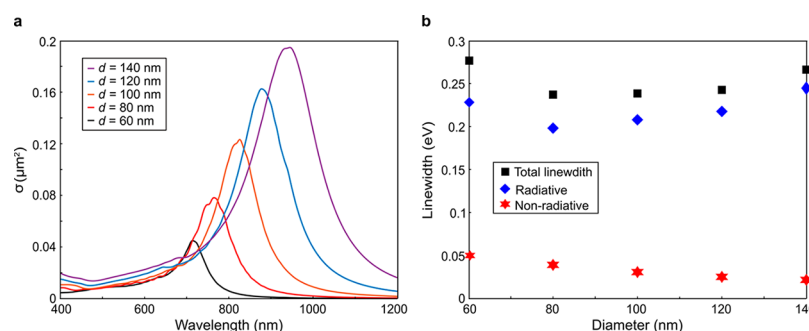 a
0.2
0.16
0.12
0.08
0.04
0
σ (µm²)
d = 140 nm
d = 120 nm
d = 100 nm
d = 80 nm
d = 60 nm
400
600
800
1000
1200
Wavelength (nm)
b
0.3
0.25
0.2
0.15
0.1
0.05
0
Linewidth (eV)
Total linewdith
Radiative
Non-radiative
60
80
100
120
140
Diameter (nm)